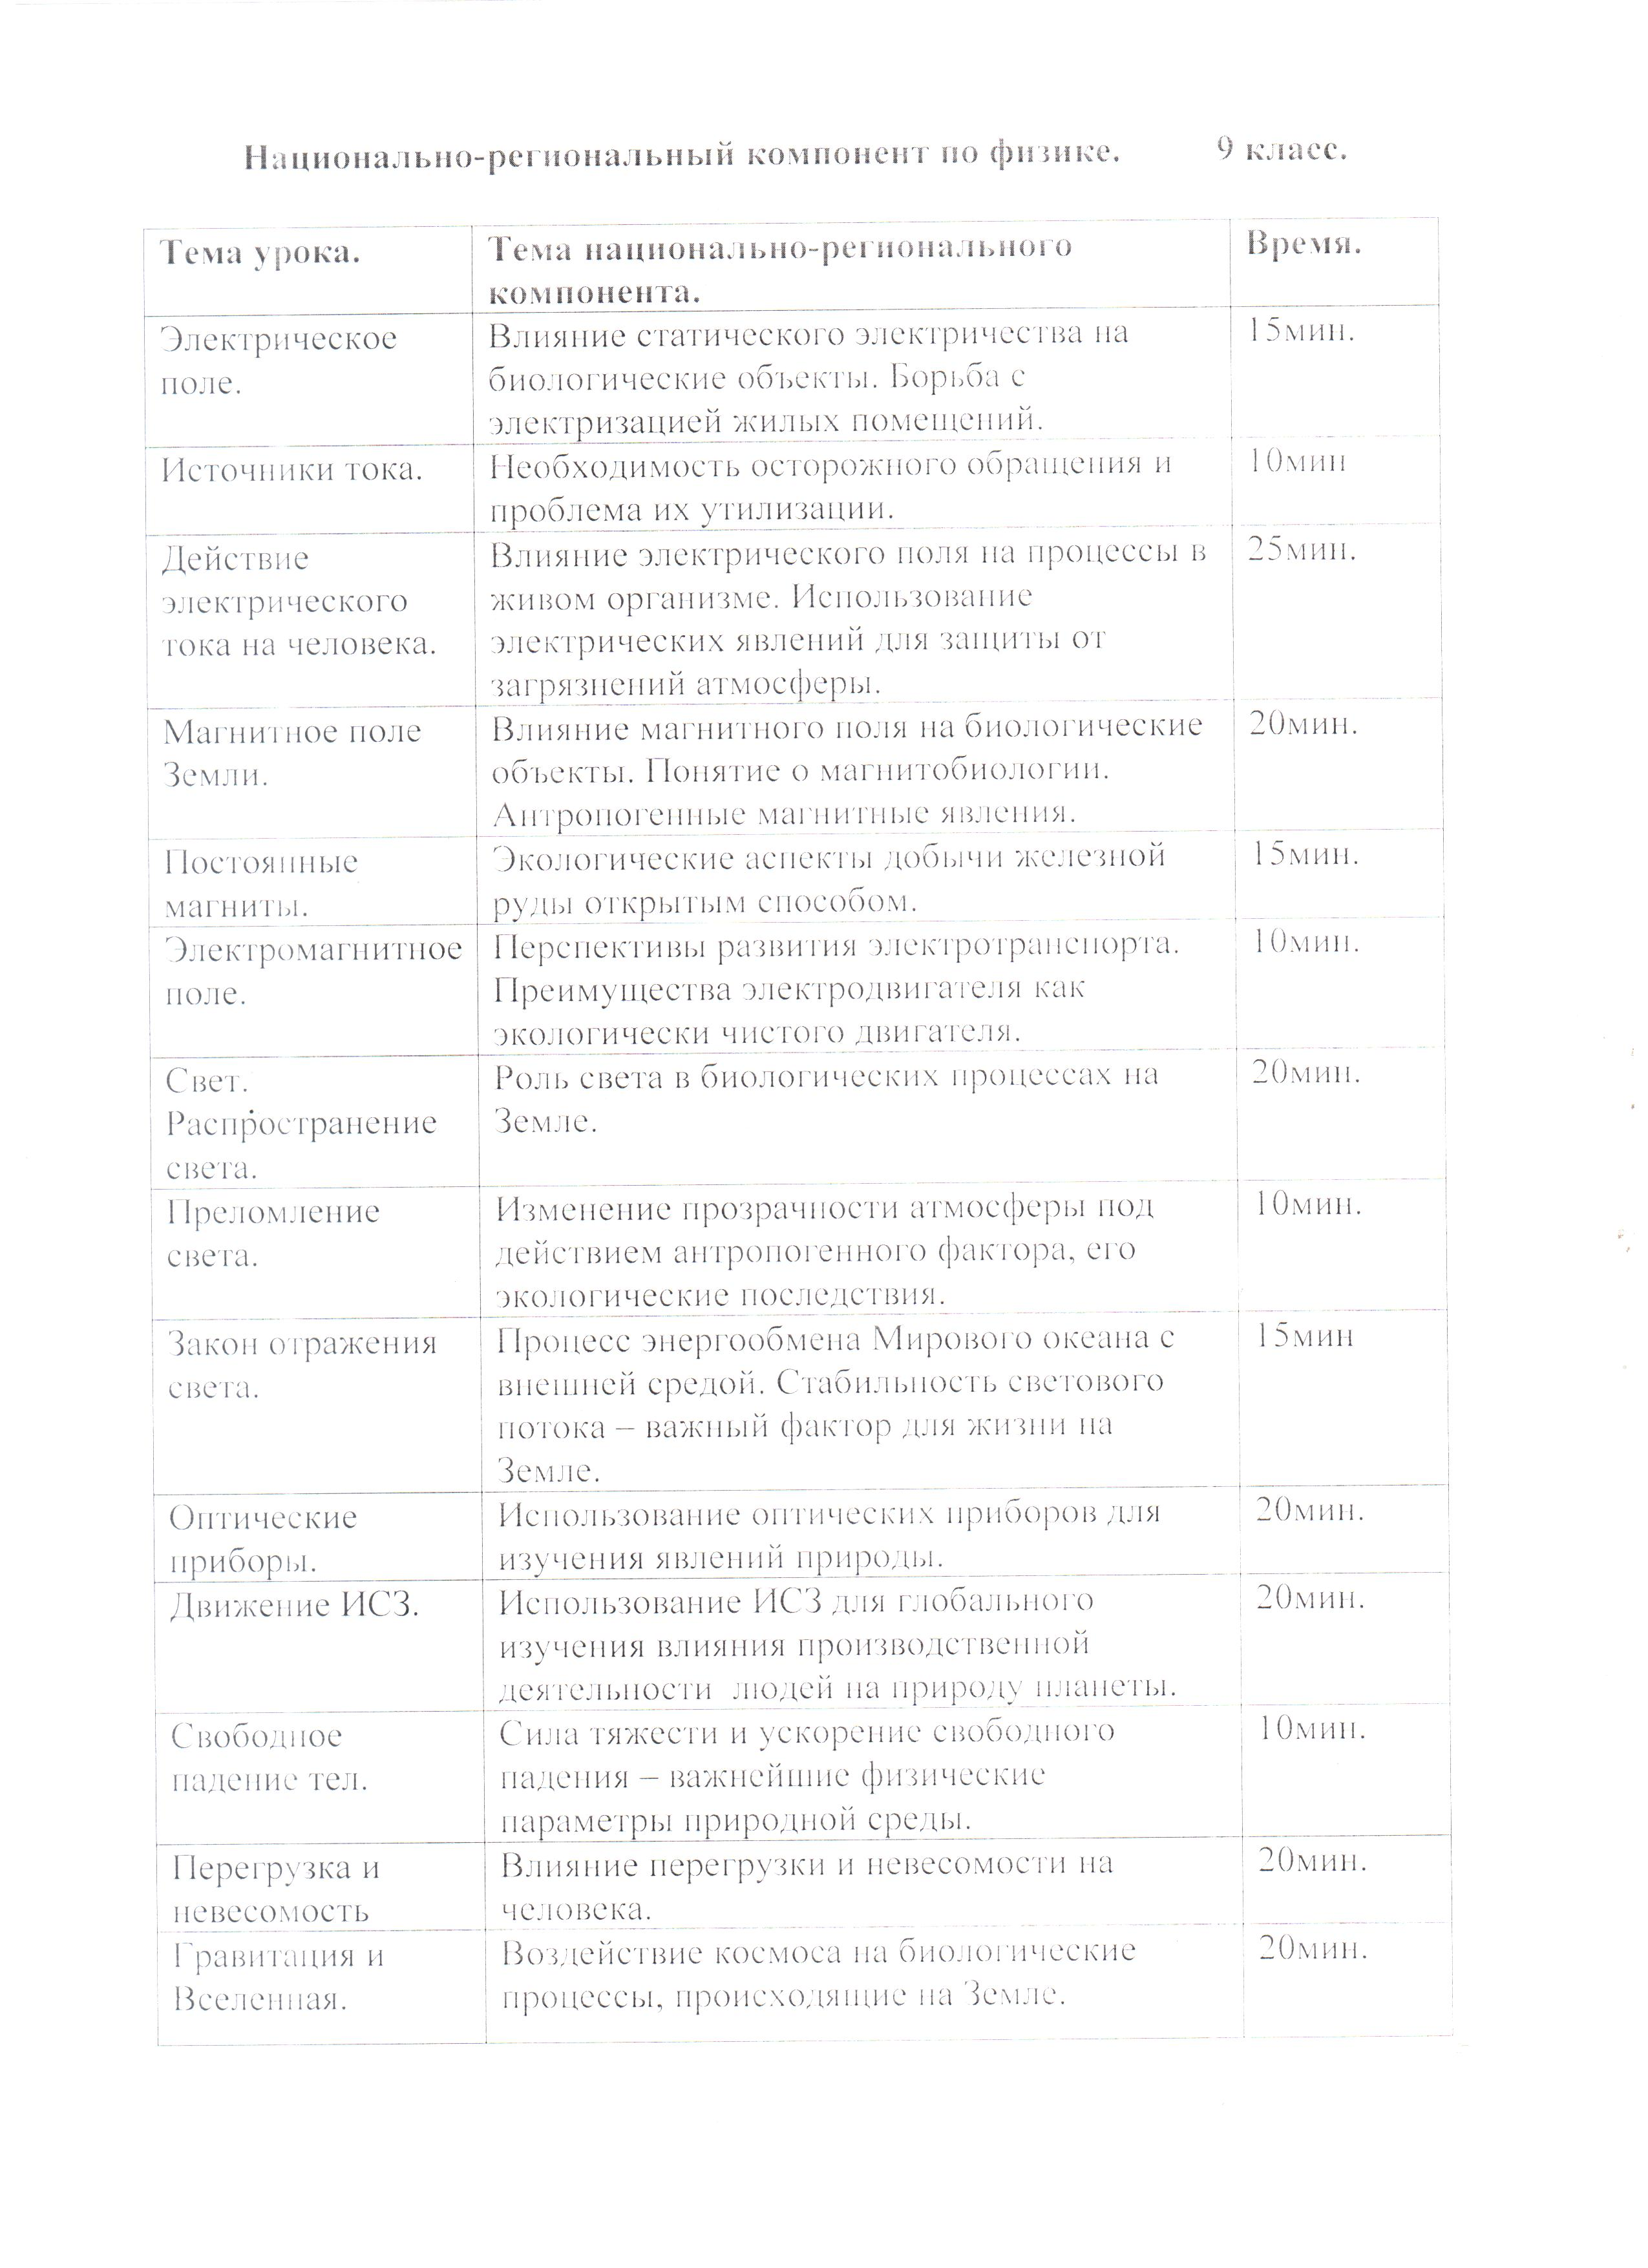 Национально-региональный компонент по физике. 9 класс.
Тема урока.
Тема национально-регионального
компонента.
Время.
Электрическое
поле.
Влияние статического электричества на
биологические объекты. Борьба с
электризацией жилых помещений.
15мин.
Источники тока.
Необходимость осторожного обращения и
проблема их утилизации.
10мин
Действие
электрического
тока на человека.
Влияние электрического поля на процессы в
живом организме. Использование
электрических явлений для защиты от
загрязнений атмосферы.
25мин.
Магнитное поле
Земли.
Влияние магнитного поля на биологические
объекты. Понятие о магнитобиологии.
Антропогенные магнитные явления.
20мин.
Постоянные
магниты.
Экологические аспекты добычи железной
руды открытым способом.
15мин.
Электромагнитное
поле.
Перспективы развития электротранспорта.
Преимущества электродвигателя как
экологически чистого двигателя.
10мин.
Свет.
Распространение
света.
Роль света в биологических процессах на
Земле.
20мин.
Преломление
света.
Изменение прозрачности атмосферы под
действием антропогенного фактора, его
экологические последствия.
10мин.
Закон отражения
света.
Процесс энергообмена Мирового океана с
внешней средой. Стабильность светового
потока – важный фактор для жизни на
Земле.
15мин
Оптические
приборы.
Использование оптических приборов для
изучения явлений природы.
20мин.
Движение ИСЗ.
Использование ИСЗ для глобального
изучения влияния производственной
деятельности людей на природу планеты.
20мин.
Свободное
падение тел.
Сила тяжести и ускорение свободного
падения – важнейшие физические
параметры природной среды.
10мин.
Перегрузка и
невесомость
Влияние перегрузки и невесомости на
человека.
20мин.
Гравитация и
Вселенная.
Воздействие космоса на биологические
процессы, происходящие на Земле.
20мин.